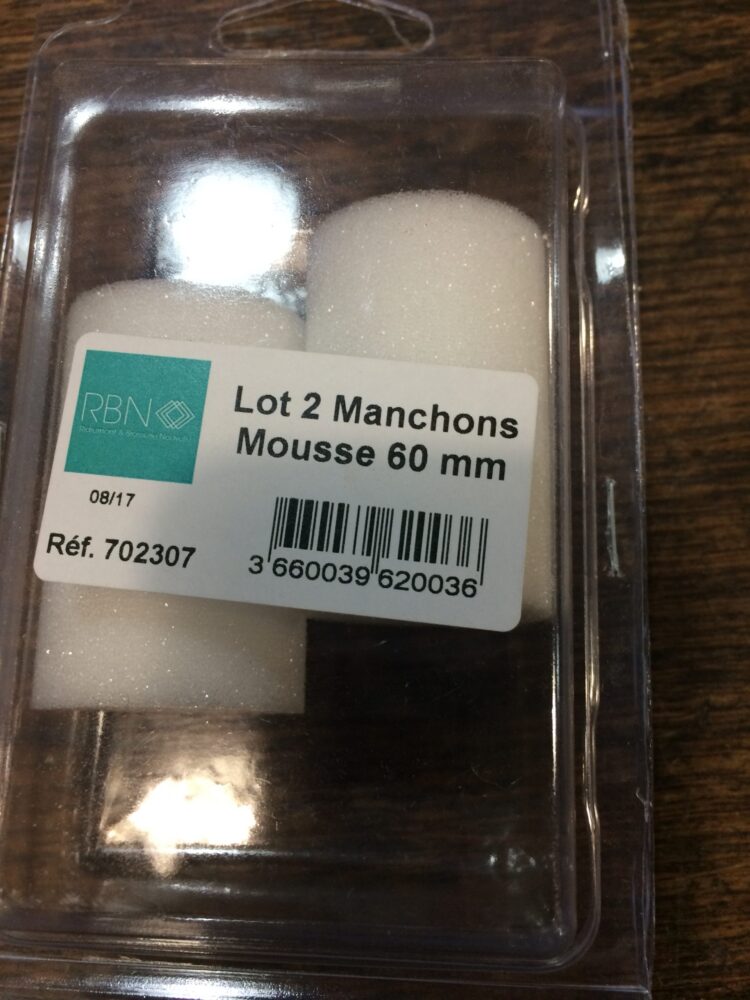 RBN
Lot 2 Manchons
Mousse 60 mm
08/17
Réf. 702307
3 660039 620036